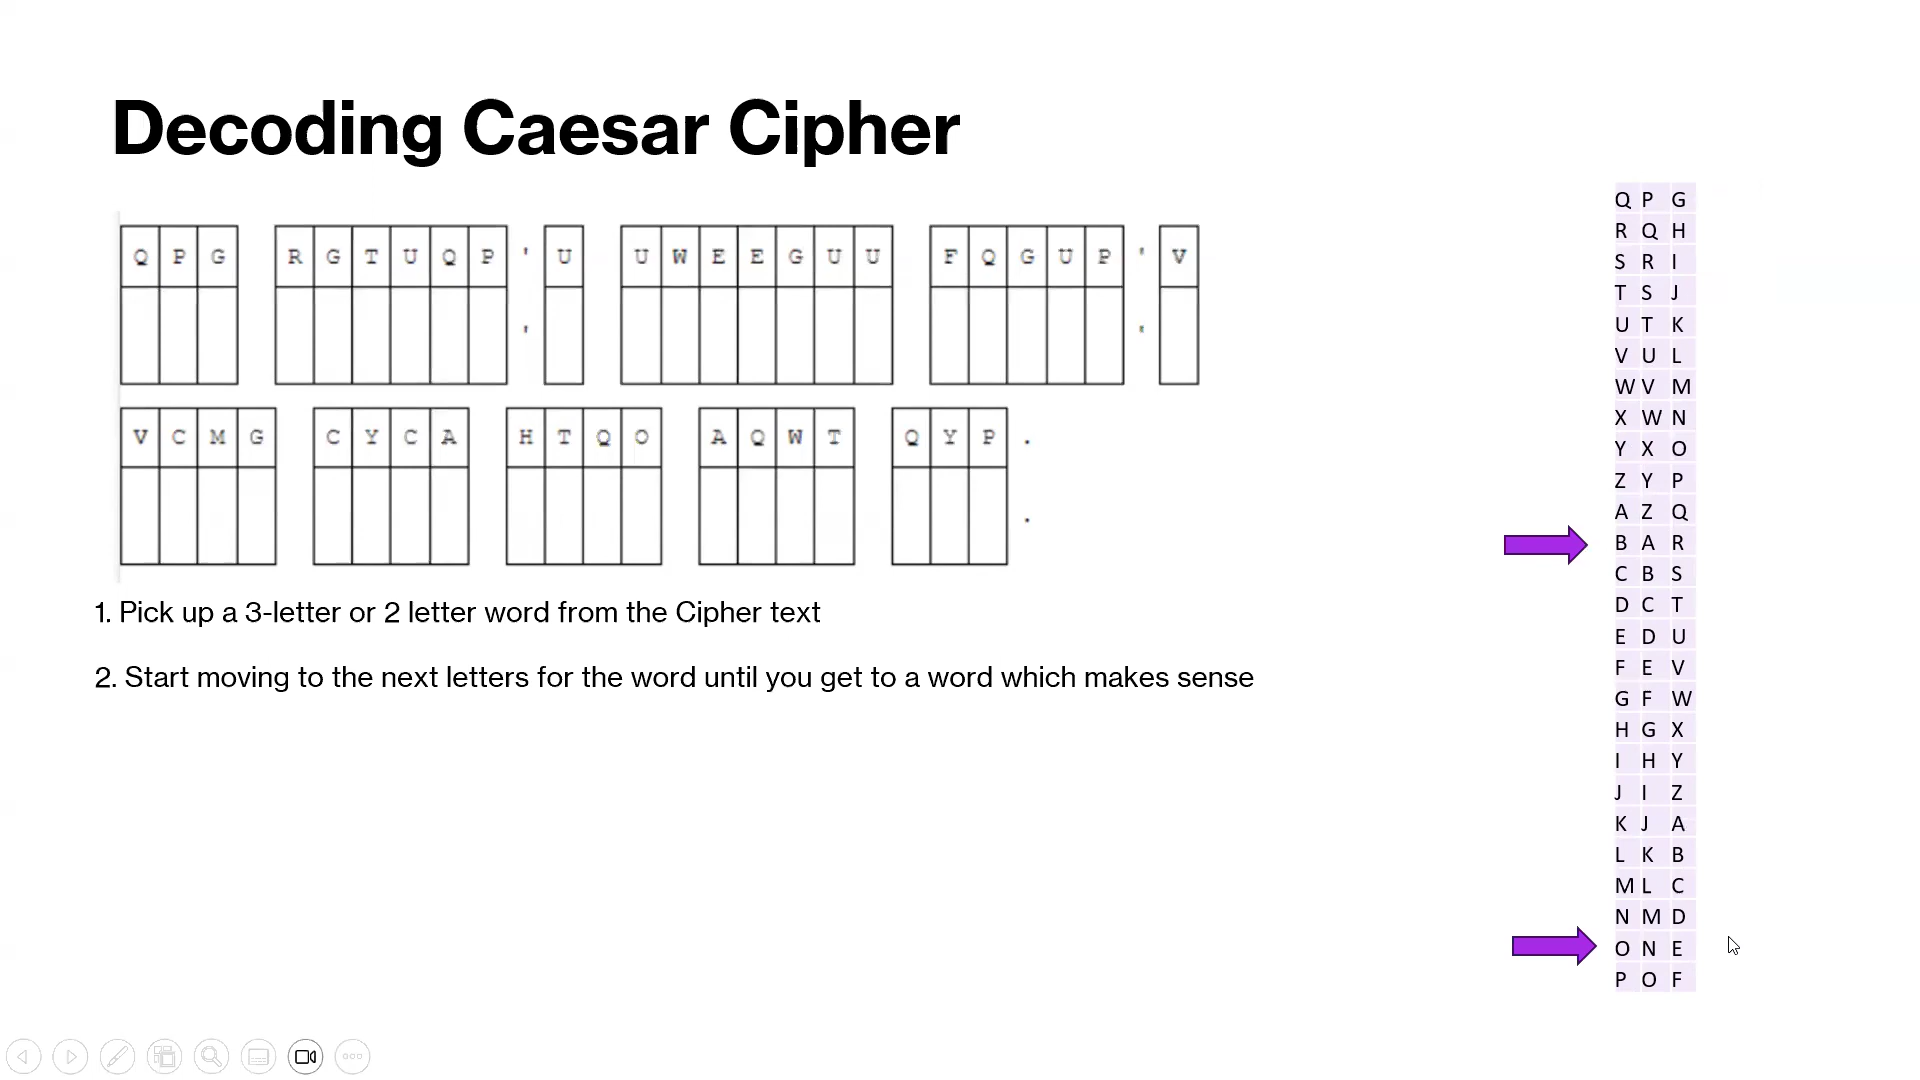 Decoding Caesar Cipher
Q P G R G T U Q P ' U U W E E G U U F Q G U P ' V
' '
V C M G C Y C A H T Q O A Q W T Q Y P .
.
1. Pick up a 3-letter or 2 letter word from the Cipher text
2. Start moving to the next letters for the word until you get to a word which makes sense
Q P G
R Q H
S R I
T S J
U T K
V U L
W V M
X W N
Y X O
Z Y P
A Z Q
B A R
C B S
D C T
E D U
F E V
G F W
H G X
I H Y
J I Z
K J A
L K B
M L C
N M D
O N E
P O F